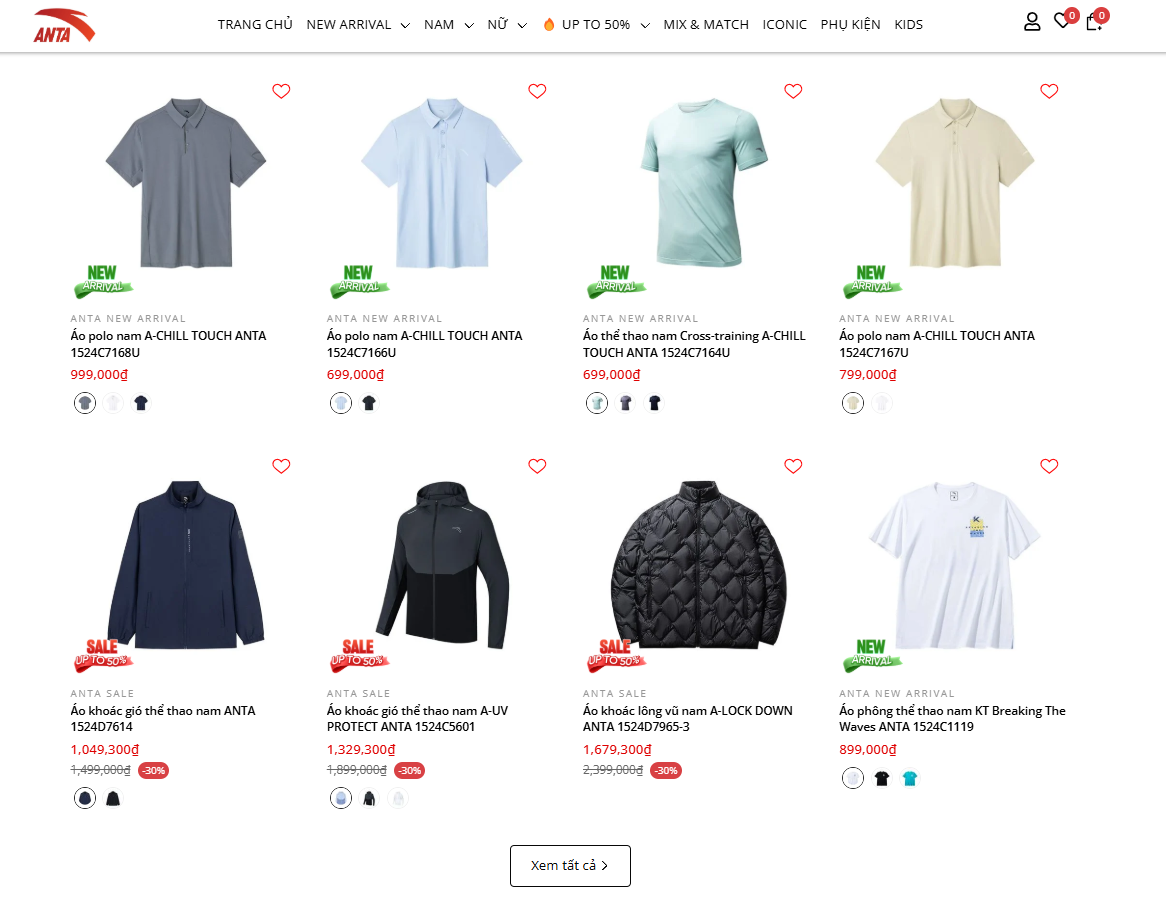 ANTA
TRANG CHỦ NEW ARRIVAL NAM NỮ UP TO 50% MIX & MATCH ICONIC PHỤ KIỆN KIDS
0 0
NEW ARRIVAL NEW ARRIVAL NEW ARRIVAL NEW ARRIVAL
ANTA NEW ARRIVAL
Áo polo nam A-CHILL TOUCH ANTA
1524C7168U
999,000₫
ANTA NEW ARRIVAL
Áo polo nam A-CHILL TOUCH ANTA
1524C7166U
699,000₫
ANTA NEW ARRIVAL
Áo thể thao nam Cross-training A-CHILL
TOUCH ANTA 1524C7164U
699,000₫
ANTA NEW ARRIVAL
Áo polo nam A-CHILL TOUCH ANTA
1524C7167U
799,000₫
SALE UP TO 50% SALE UP TO 50% SALE UP TO 50% NEW ARRIVAL
ANTA SALE
Áo khoác gió thể thao nam ANTA
1524D7614
1,049,300₫
1,499,000₫ -30%
ANTA SALE
Áo khoác gió thể thao nam A-UV
PROTECT ANTA 1524C5601
1,329,300₫
1,899,000₫ -30%
ANTA SALE
Áo khoác lông vũ nam A-LOCK DOWN
ANTA 1524D7965-3
1,679,300₫
2,399,000₫ -30%
ANTA NEW ARRIVAL
Áo phông thể thao nam KT Breaking The
Waves ANTA 1524C1119
899,000₫
Xem tất cả